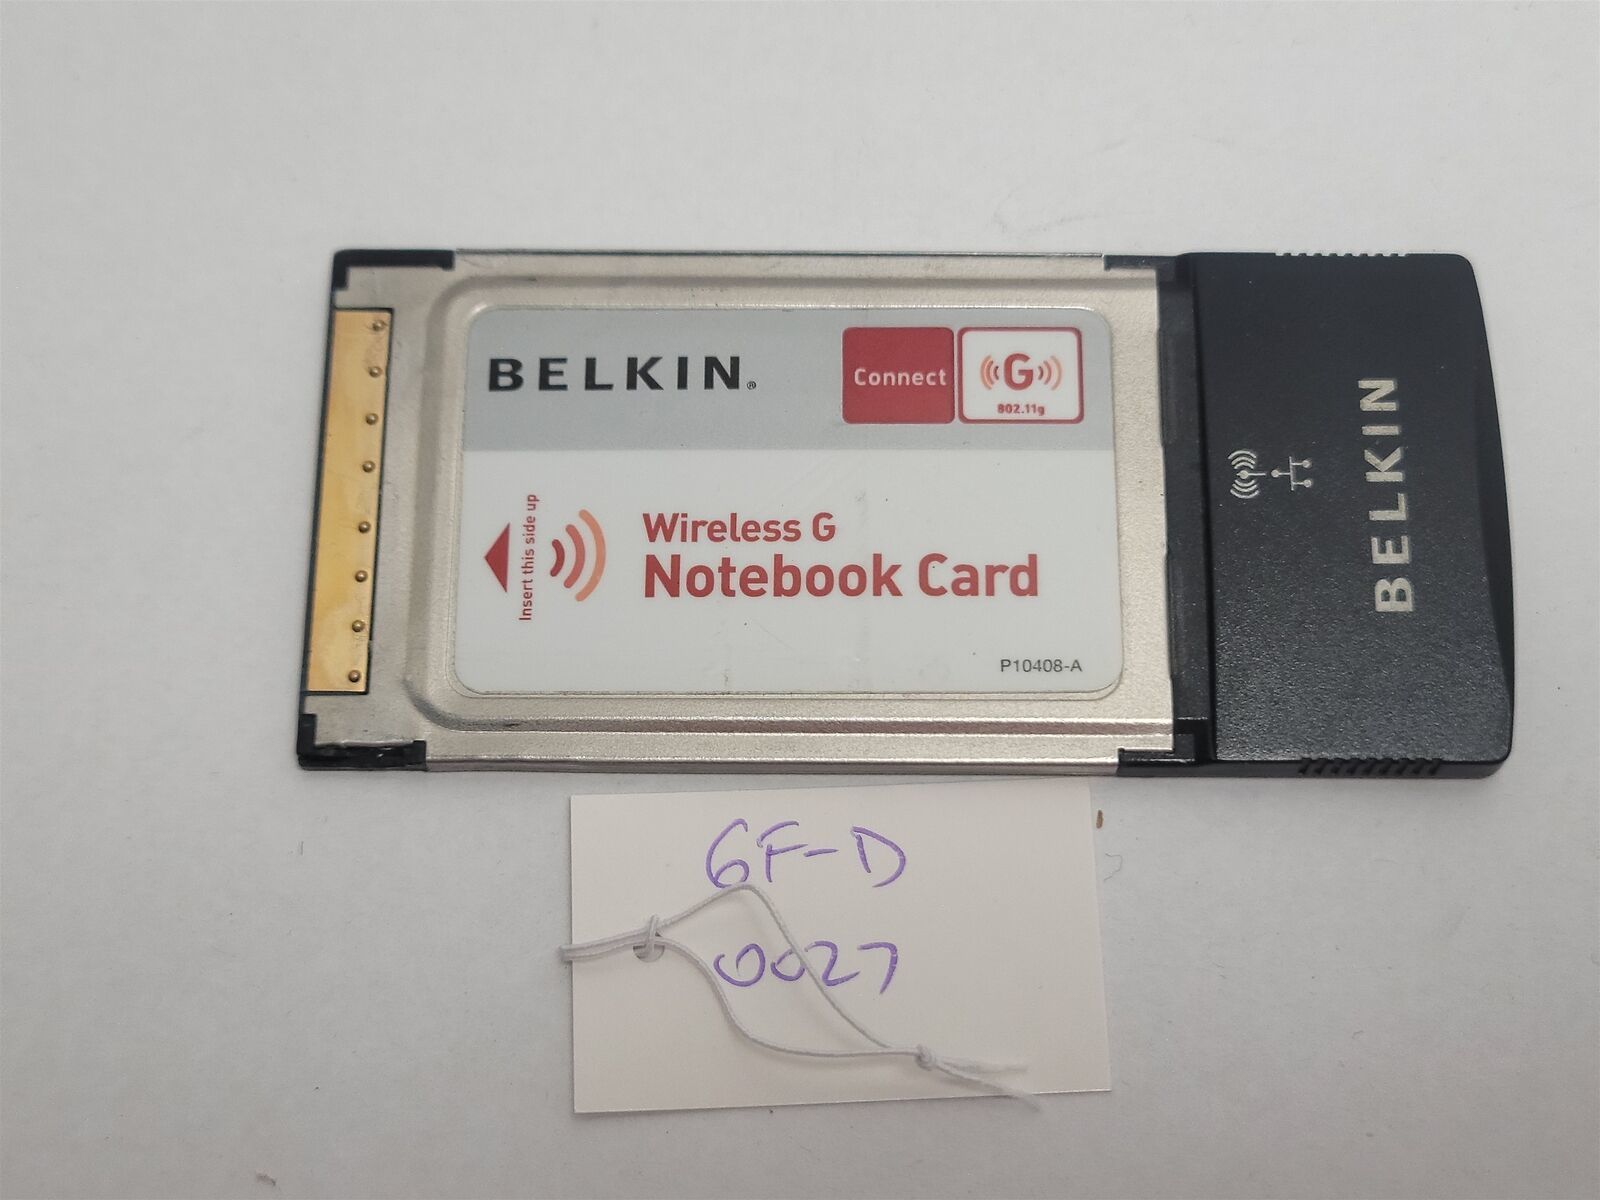 BELKIN®
Connect
G
802.11g
Insert this side up
Wireless G
Notebook Card
P10408-A
BELKIN
6F-D
0027